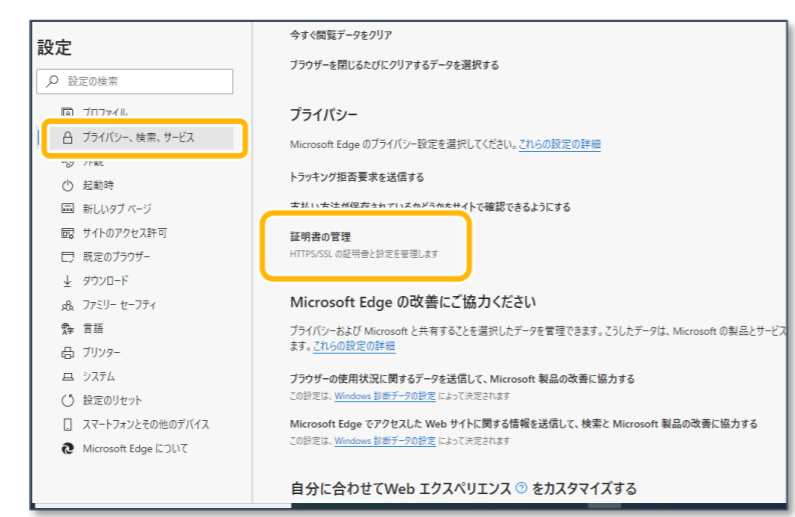 設定
設定の検索
プロファイル
プライバシー、検索、サービス
外観
起動時
新しいタブ ページ
サイトのアクセス許可
既定のブラウザー
ダウンロード
ファミリー セーフティ
言語
プリンター
システム
設定のリセット
スマートフォンとその他のデバイス
Microsoft Edge について
今すぐ閲覧データをクリア
ブラウザーを閉じるたびにクリアするデータを選択する
プライバシー
Microsoft Edge のプライバシー設定を選択してください。これらの設定の詳細
トラッキング拒否要求を送信する
支払い方法が保存されているかどうかをサイトで確認できるようにする
証明書の管理
HTTPS/SSL の証明書と設定を管理します
Microsoft Edge の改善にご協力ください
プライバシーおよび Microsoft と共有することを選択したデータを管理できます。こうしたデータは、Microsoft の製品とサービス
ます。これらの設定の詳細
ブラウザーの使用状況に関するデータを送信して、Microsoft 製品の改善に協力する
この設定は、Windows 診断データの設定 によって決定されます
Microsoft Edge でアクセスした Web サイトに関する情報を送信して、検索と Microsoft 製品の改善に協力する
この設定は、Windows 診断データの設定 によって決定されます
自分に合わせてWeb エクスペリエンス をカスタマイズする